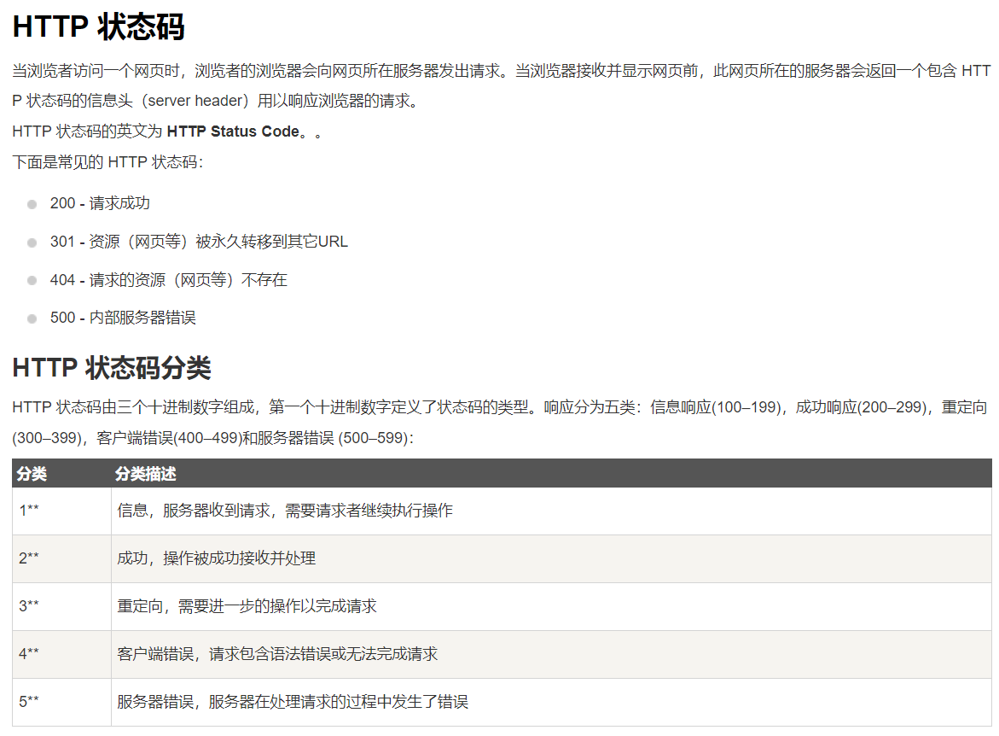 HTTP 状态码
当浏览者访问一个网页时，浏览者的浏览器会向网页所在服务器发出请求。当浏览器接收并显示网页前，此网页所在的服务器会返回一个包含 HTT
P 状态码的信息头（server header）用以响应浏览器的请求。
HTTP 状态码的英文为 HTTP Status Code。。
下面是常见的 HTTP 状态码：
200 - 请求成功
301 - 资源（网页等）被永久转移到其它URL
404 - 请求的资源（网页等）不存在
500 - 内部服务器错误
HTTP 状态码分类
HTTP 状态码由三个十进制数字组成，第一个十进制数字定义了状态码的类型。响应分为五类：信息响应(100–199)，成功响应(200–299)，重定向
(300–399)，客户端错误(400–499)和服务器错误 (500–599)：
分类 分类描述
1** 信息，服务器收到请求，需要请求者继续执行操作
2** 成功，操作被成功接收并处理
3** 重定向，需要进一步的操作以完成请求
4** 客户端错误，请求包含语法错误或无法完成请求
5** 服务器错误，服务器在处理请求的过程中发生了错误